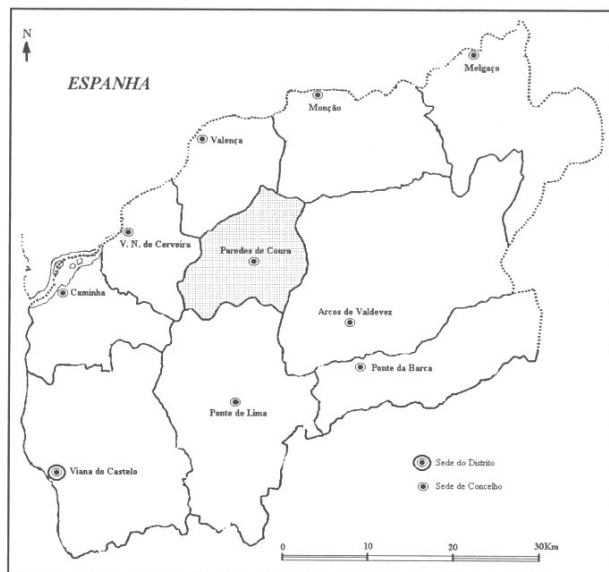 N
ESPANHA
Melgaço
Monção
Valença
V. N. de Cerveira
Paredes de Coura
Caminha
Arcos de Valdevez
Ponte da Barca
Ponte de Lima
Viana do Castelo
Sede do Distrito
Sede de Concelho
0 10 20 30Km